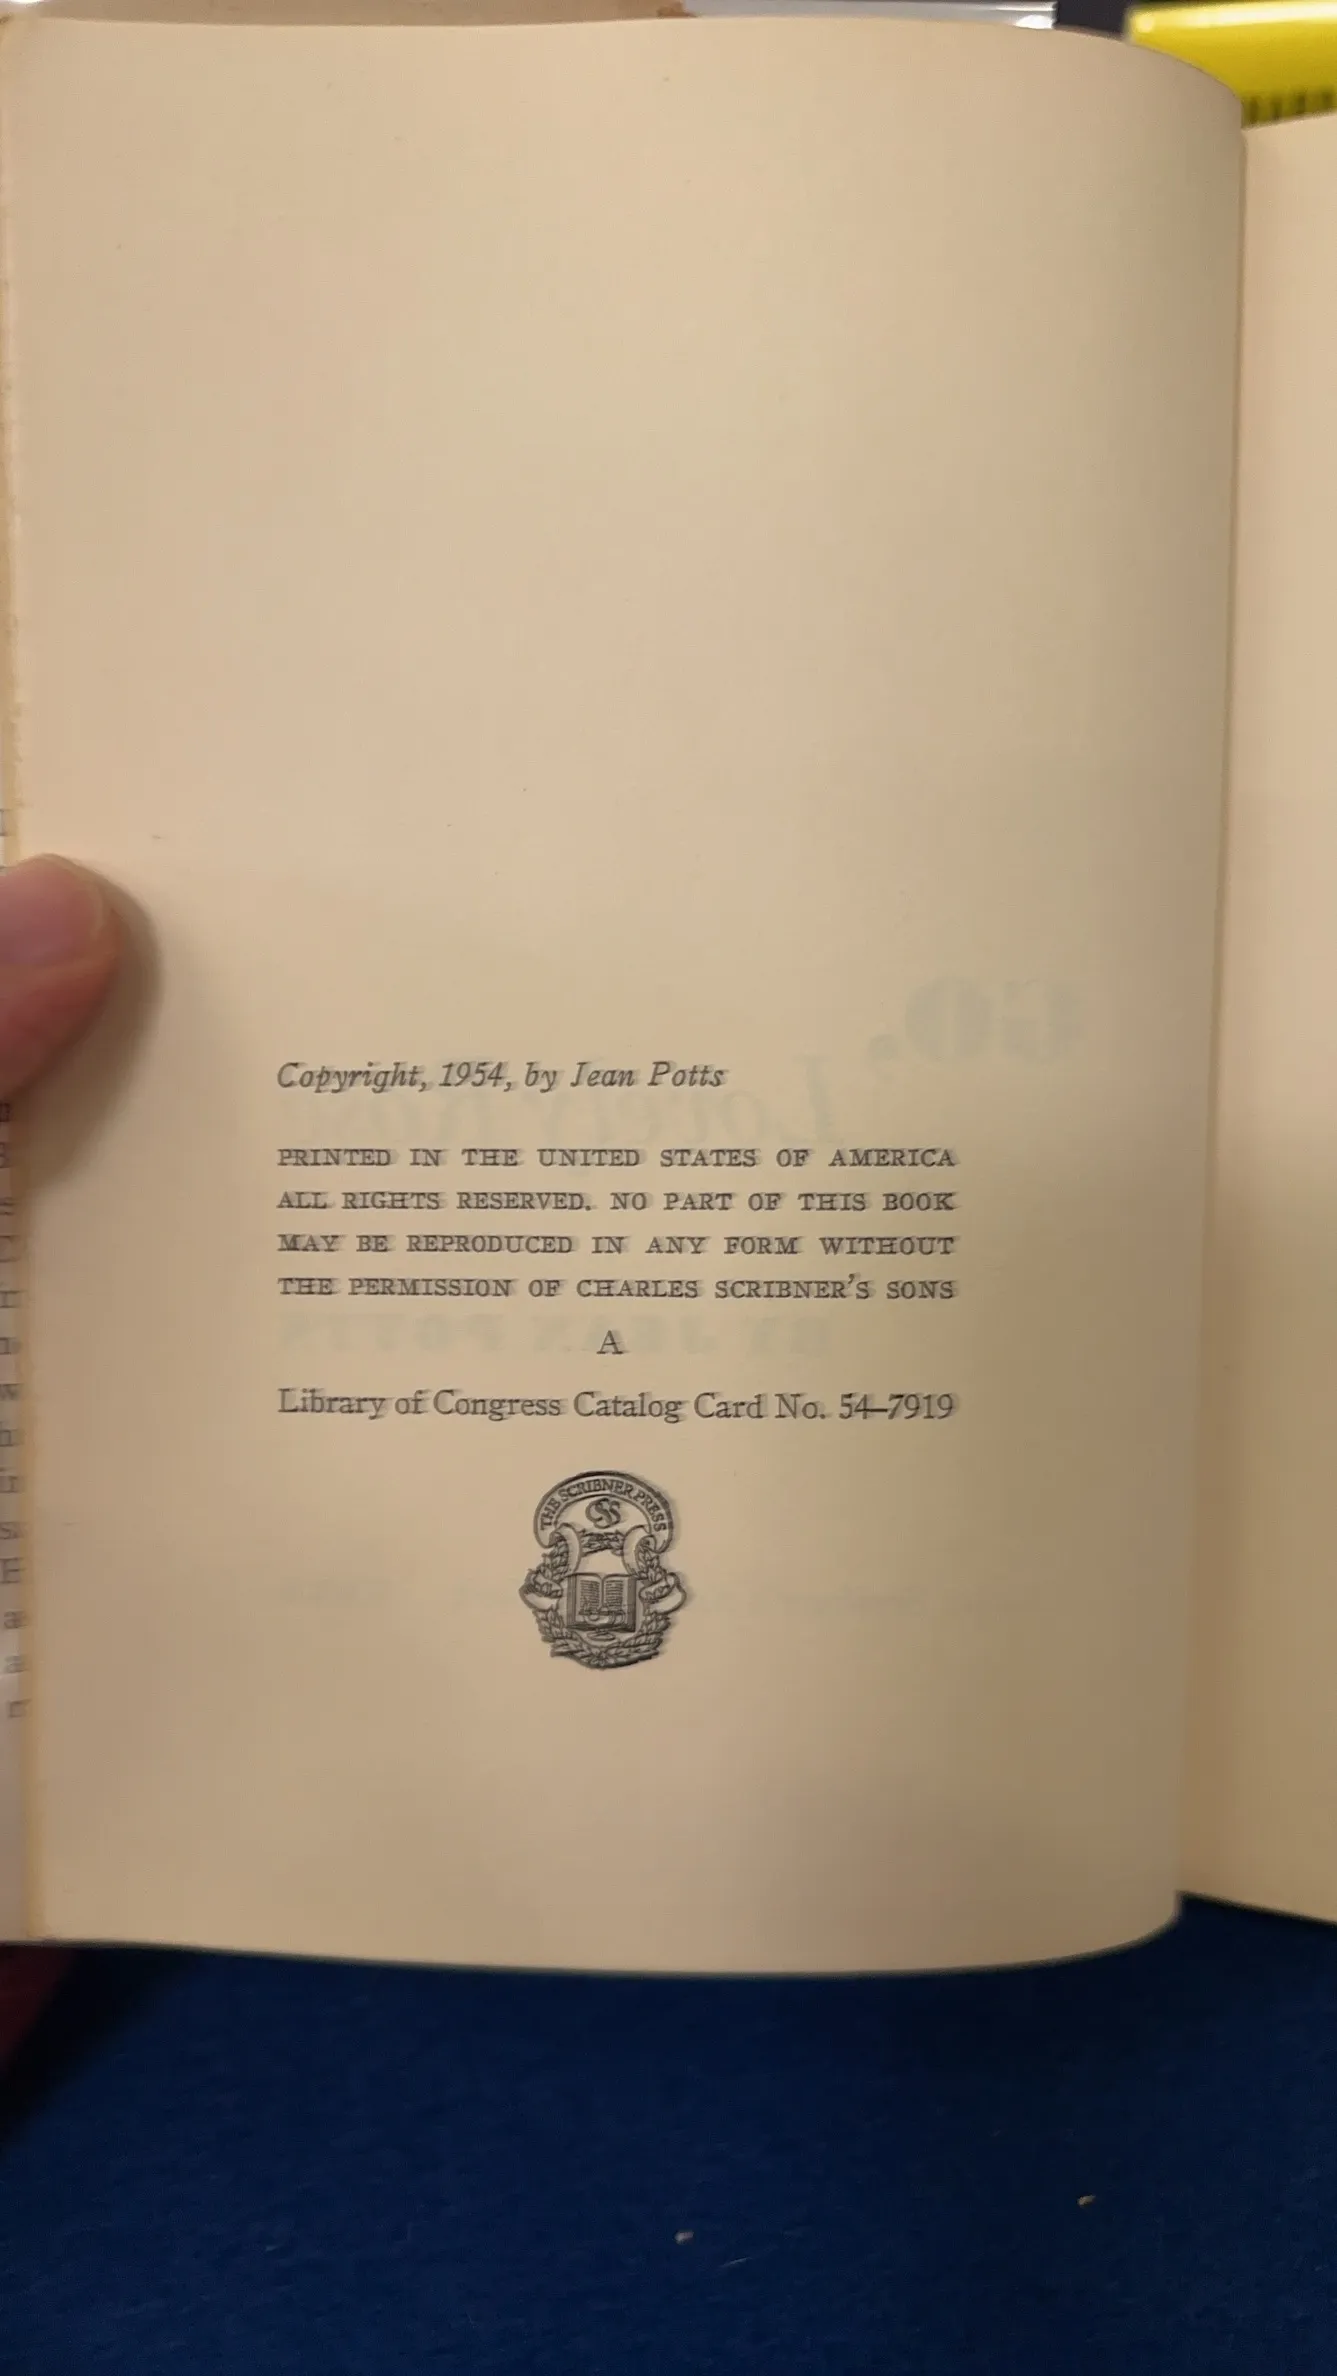 Copyright, 1954, by Jean Potts
PRINTED IN THE UNITED STATES OF AMERICA
ALL RIGHTS RESERVED. NO PART OF THIS BOOK
MAY BE REPRODUCED IN ANY FORM WITHOUT
THE PERMISSION OF CHARLES SCRIBNER'S SONS
A
Library of Congress Catalog Card No. 54–7919
THE SCRIBNER PRESS